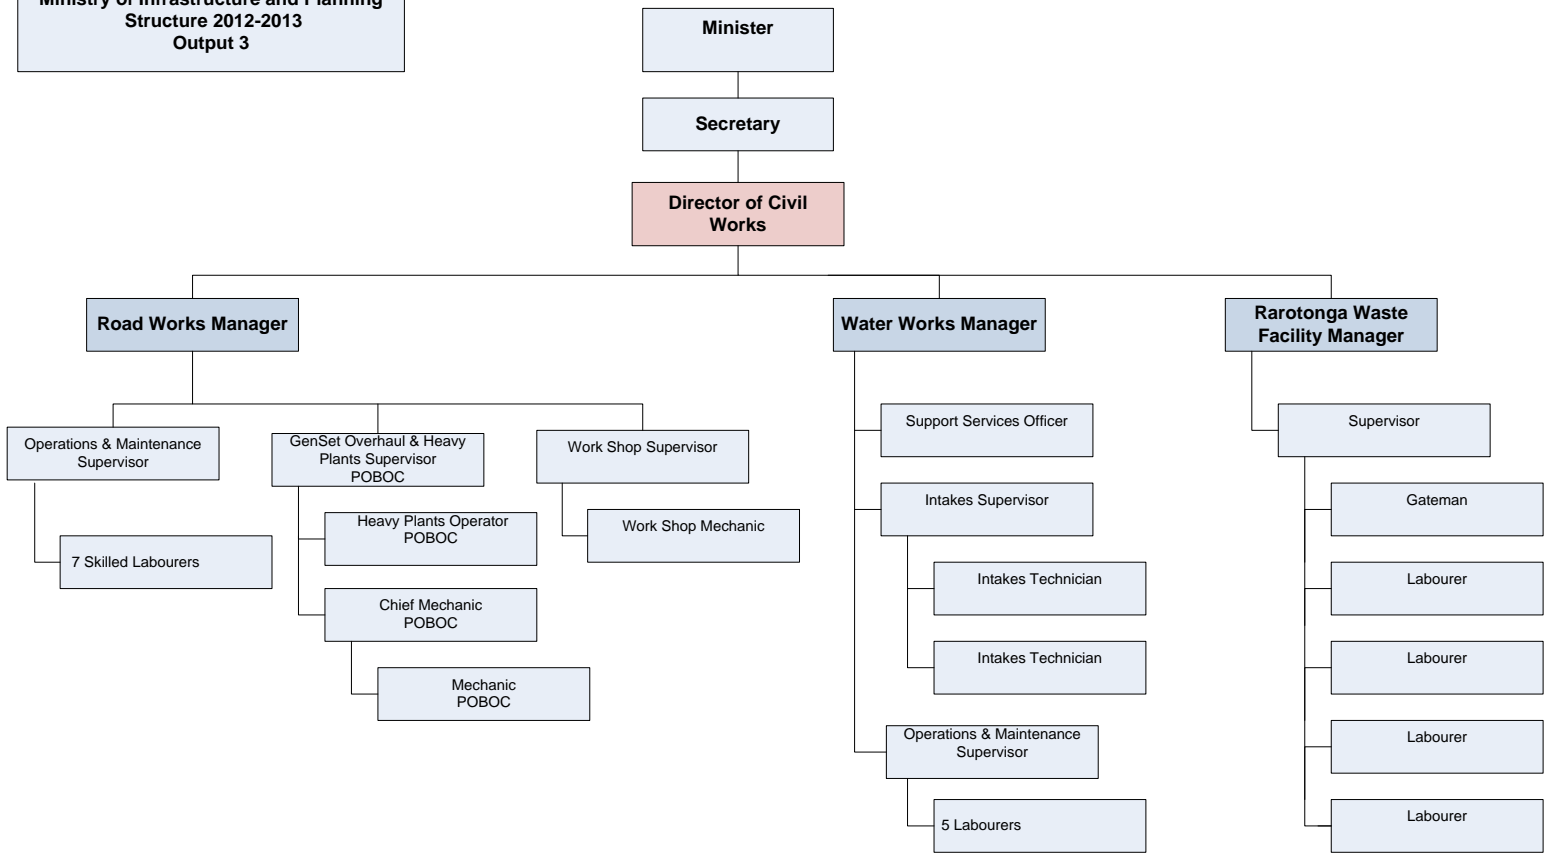 Ministry of Infrastructure and Planning
Structure 2012-2013
Output 3
Minister
Secretary
Director of Civil
Works
Road Works Manager
Water Works Manager
Rarotonga Waste
Facility Manager
Operations & Maintenance
Supervisor
7 Skilled Labourers
GenSet Overhaul & Heavy
Plants Supervisor
POBOC
Heavy Plants Operator
POBOC
Chief Mechanic
POBOC
Mechanic
POBOC
Work Shop Supervisor
Work Shop Mechanic
Support Services Officer
Intakes Supervisor
Intakes Technician
Intakes Technician
Operations & Maintenance
Supervisor
5 Labourers
Supervisor
Gateman
Labourer
Labourer
Labourer
Labourer